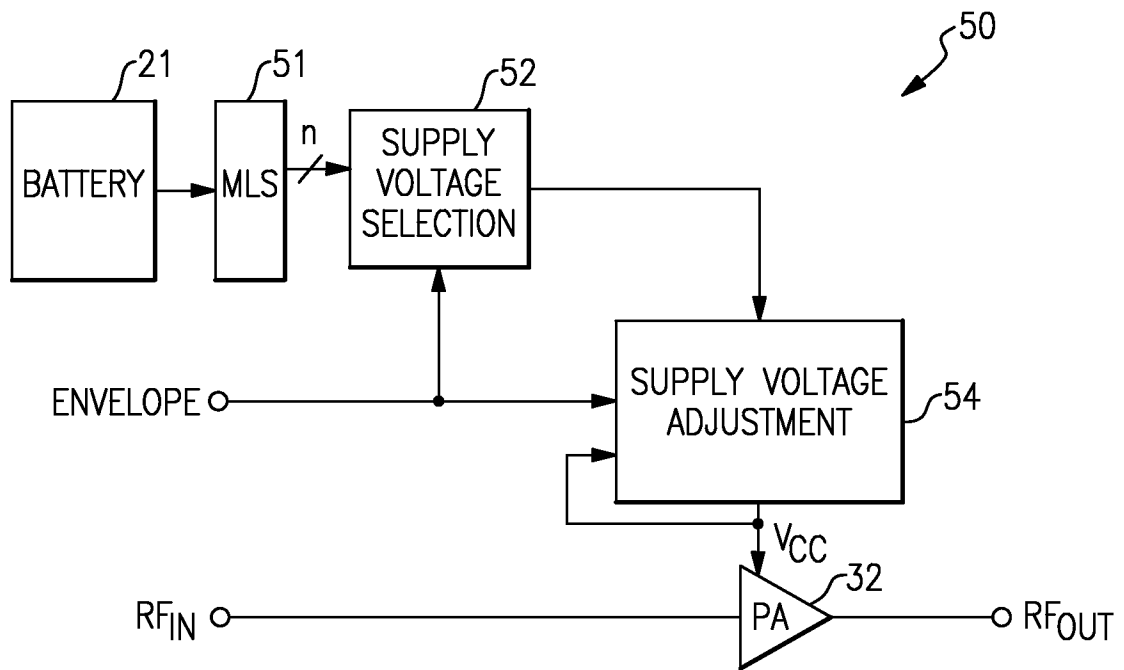 50
21
51
52
n
BATTERY
MLS
SUPPLY
VOLTAGE
SELECTION
ENVELOPE
SUPPLY VOLTAGE
ADJUSTMENT
54
VCC
32
RFIN
PA
RFOUT